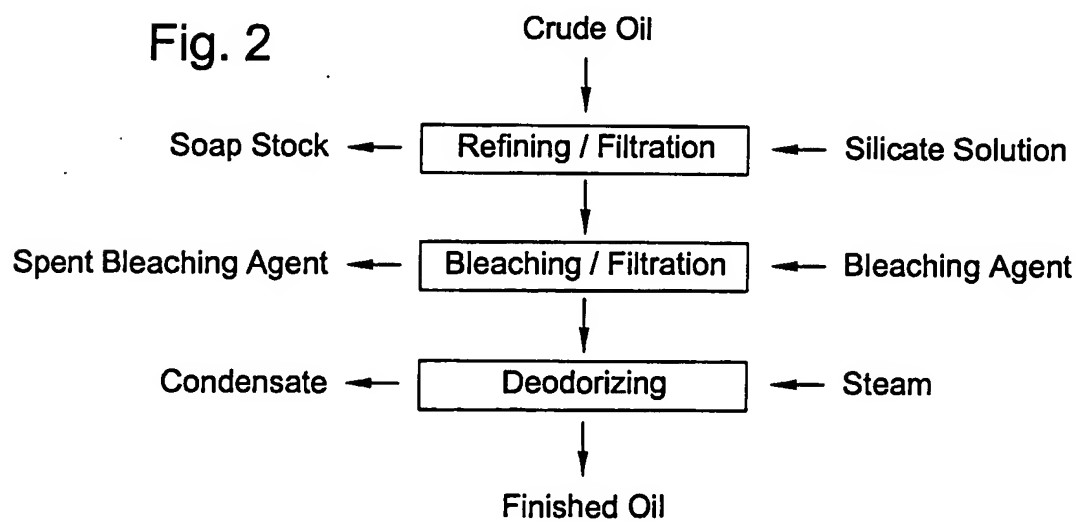 Fig. 2
Crude Oil
Soap Stock
Refining / Filtration
Silicate Solution
Spent Bleaching Agent
Bleaching / Filtration
Bleaching Agent
Condensate
Deodorizing
Steam
Finished Oil